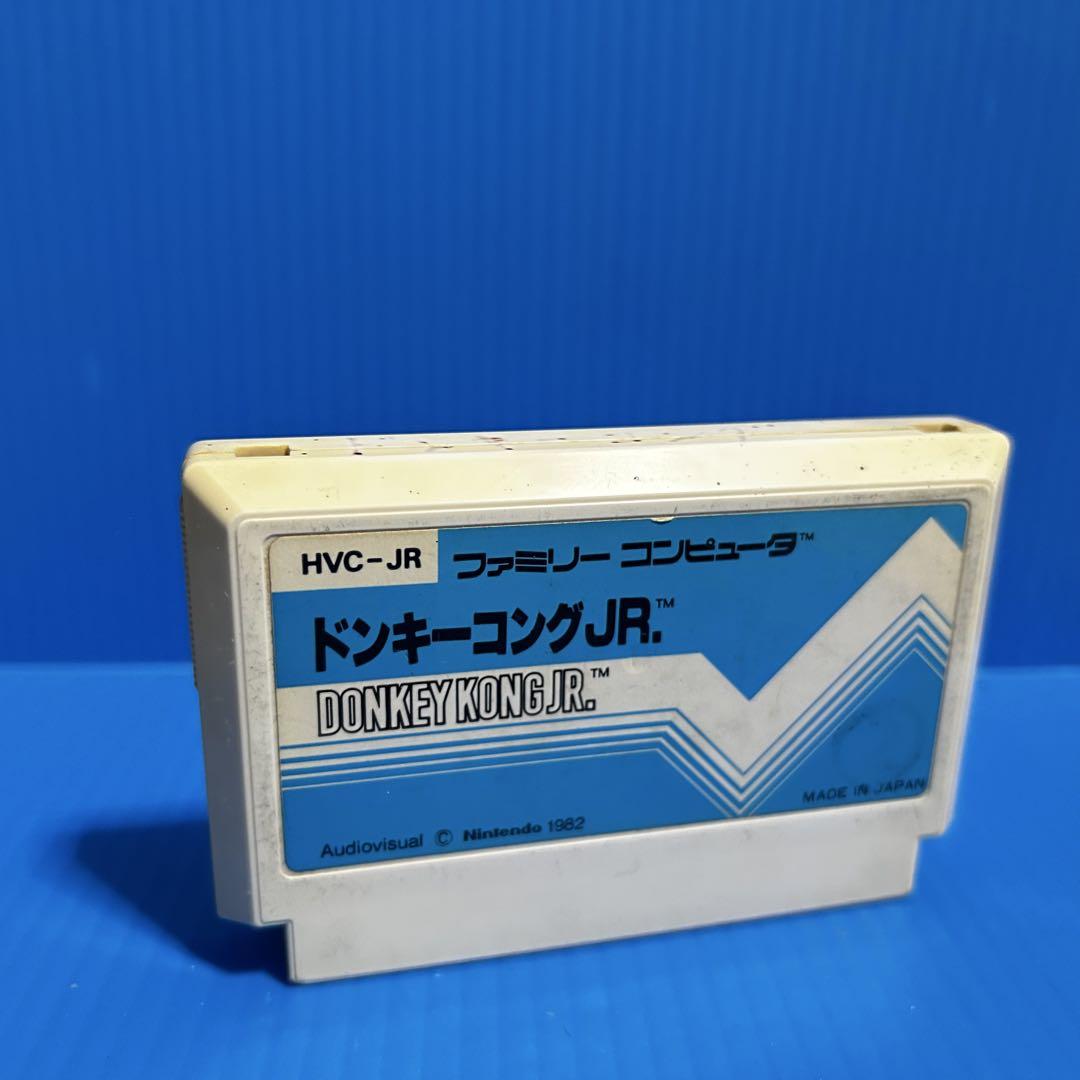 HVC-JR ファミリー コンピュータ™
ドンキーコングJR.™
DONKEY KONG JR.™
MADE IN JAPAN
Audiovisual © Nintendo 1982